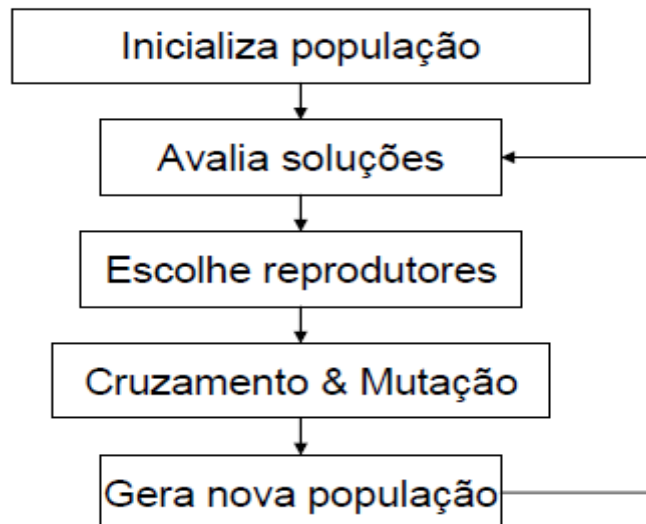 Inicializa população
Avalia soluções
Escolhe reprodutores
Cruzamento & Mutação
Gera nova população